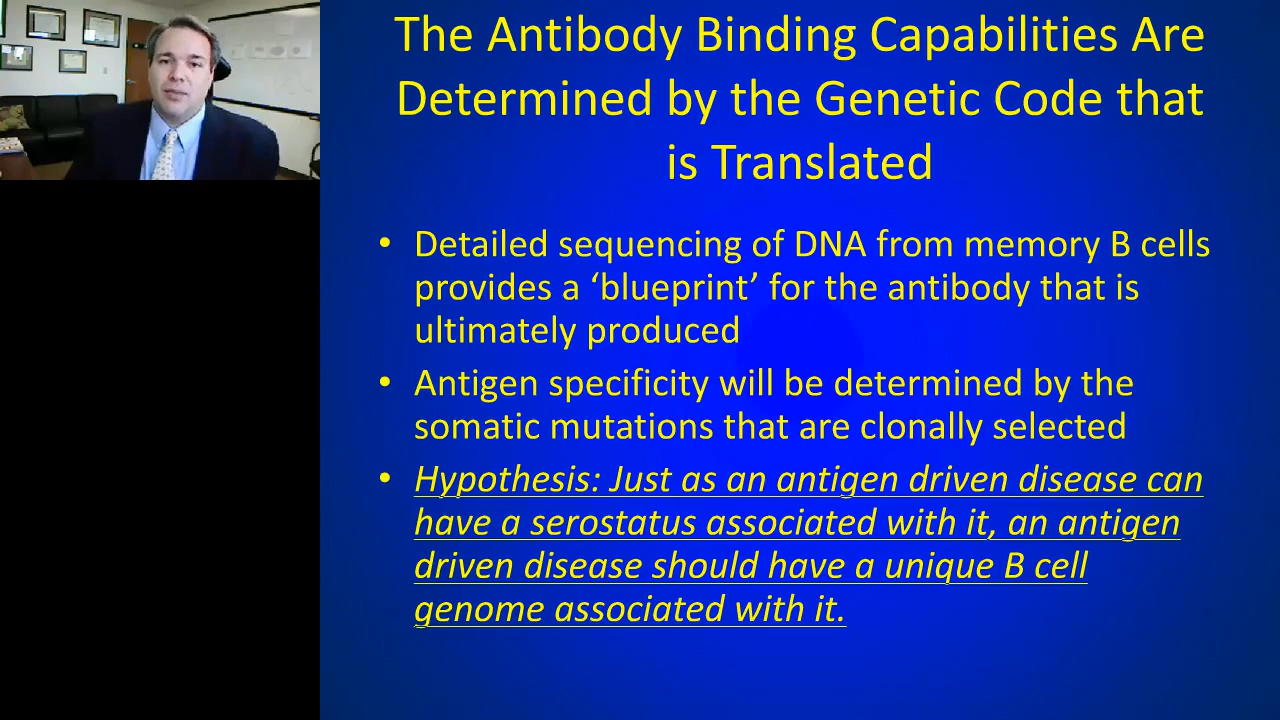 The Antibody Binding Capabilities Are
Determined by the Genetic Code that
is Translated
• Detailed sequencing of DNA from memory B cells
provides a ‘blueprint’ for the antibody that is
ultimately produced
• Antigen specificity will be determined by the
somatic mutations that are clonally selected
• Hypothesis: Just as an antigen driven disease can
have a serostatus associated with it, an antigen
driven disease should have a unique B cell
genome associated with it.